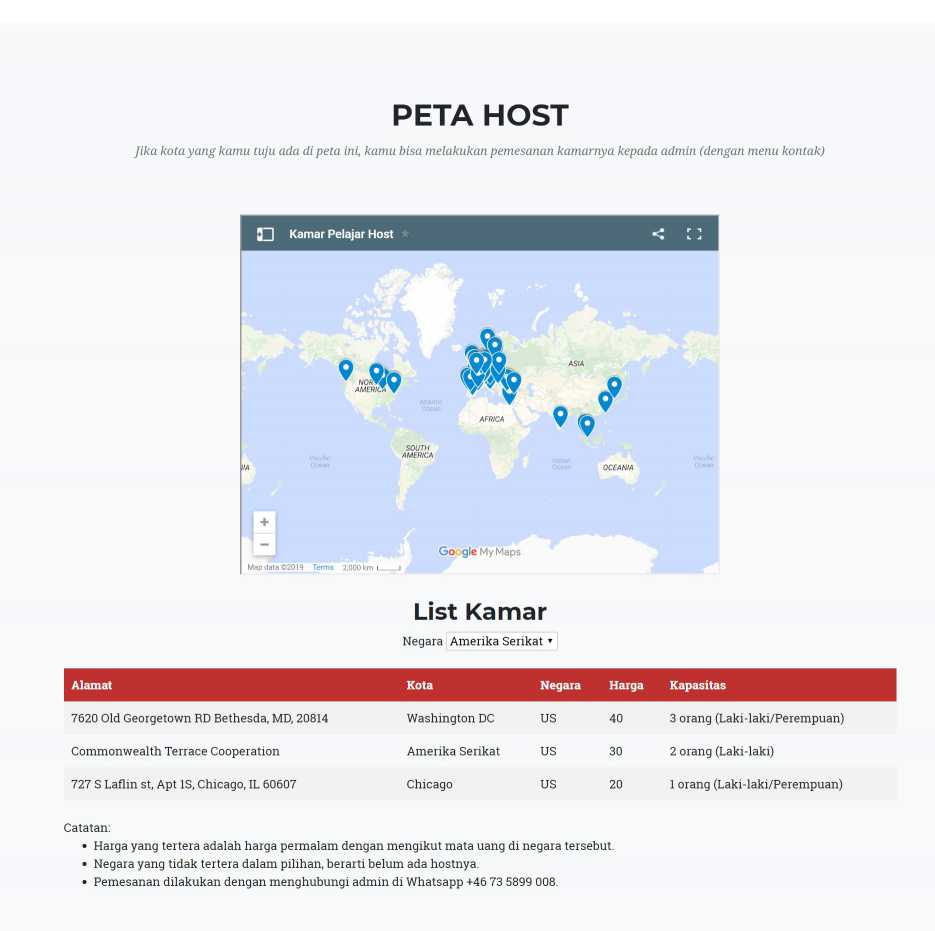 PETA HOST
Jika kota yang kamu tuju ada di peta ini, kamu bisa melakukan pemesanan kamarnya kepada admin (dengan menu kontak)
Kamar Pelajar Host
ASIA
NORTH AMERICA
Atlantic Ocean
AFRICA
SOUTH AMERICA
Pacific Ocean
Indian Ocean
OCEANIA
Pacific Ocean
IA
+
−
Google My Maps
Map data ©2019 Terms 2,000 km
List Kamar
Negara Amerika Serikat
Alamat Kota Negara Harga Kapasitas
7620 Old Georgetown RD Bethesda, MD, 20814 Washington DC US 40 3 orang (Laki-laki/Perempuan)
Commonwealth Terrace Cooperation Amerika Serikat US 30 2 orang (Laki-laki)
727 S Laflin st, Apt 1S, Chicago, IL 60607 Chicago US 20 1 orang (Laki-laki/Perempuan)
Catatan:
• Harga yang tertera adalah harga permalam dengan mengikut mata uang di negara tersebut.
• Negara yang tidak tertera dalam pilihan, berarti belum ada hostnya.
• Pemesanan dilakukan dengan menghubungi admin di Whatsapp +46 73 5899 008.